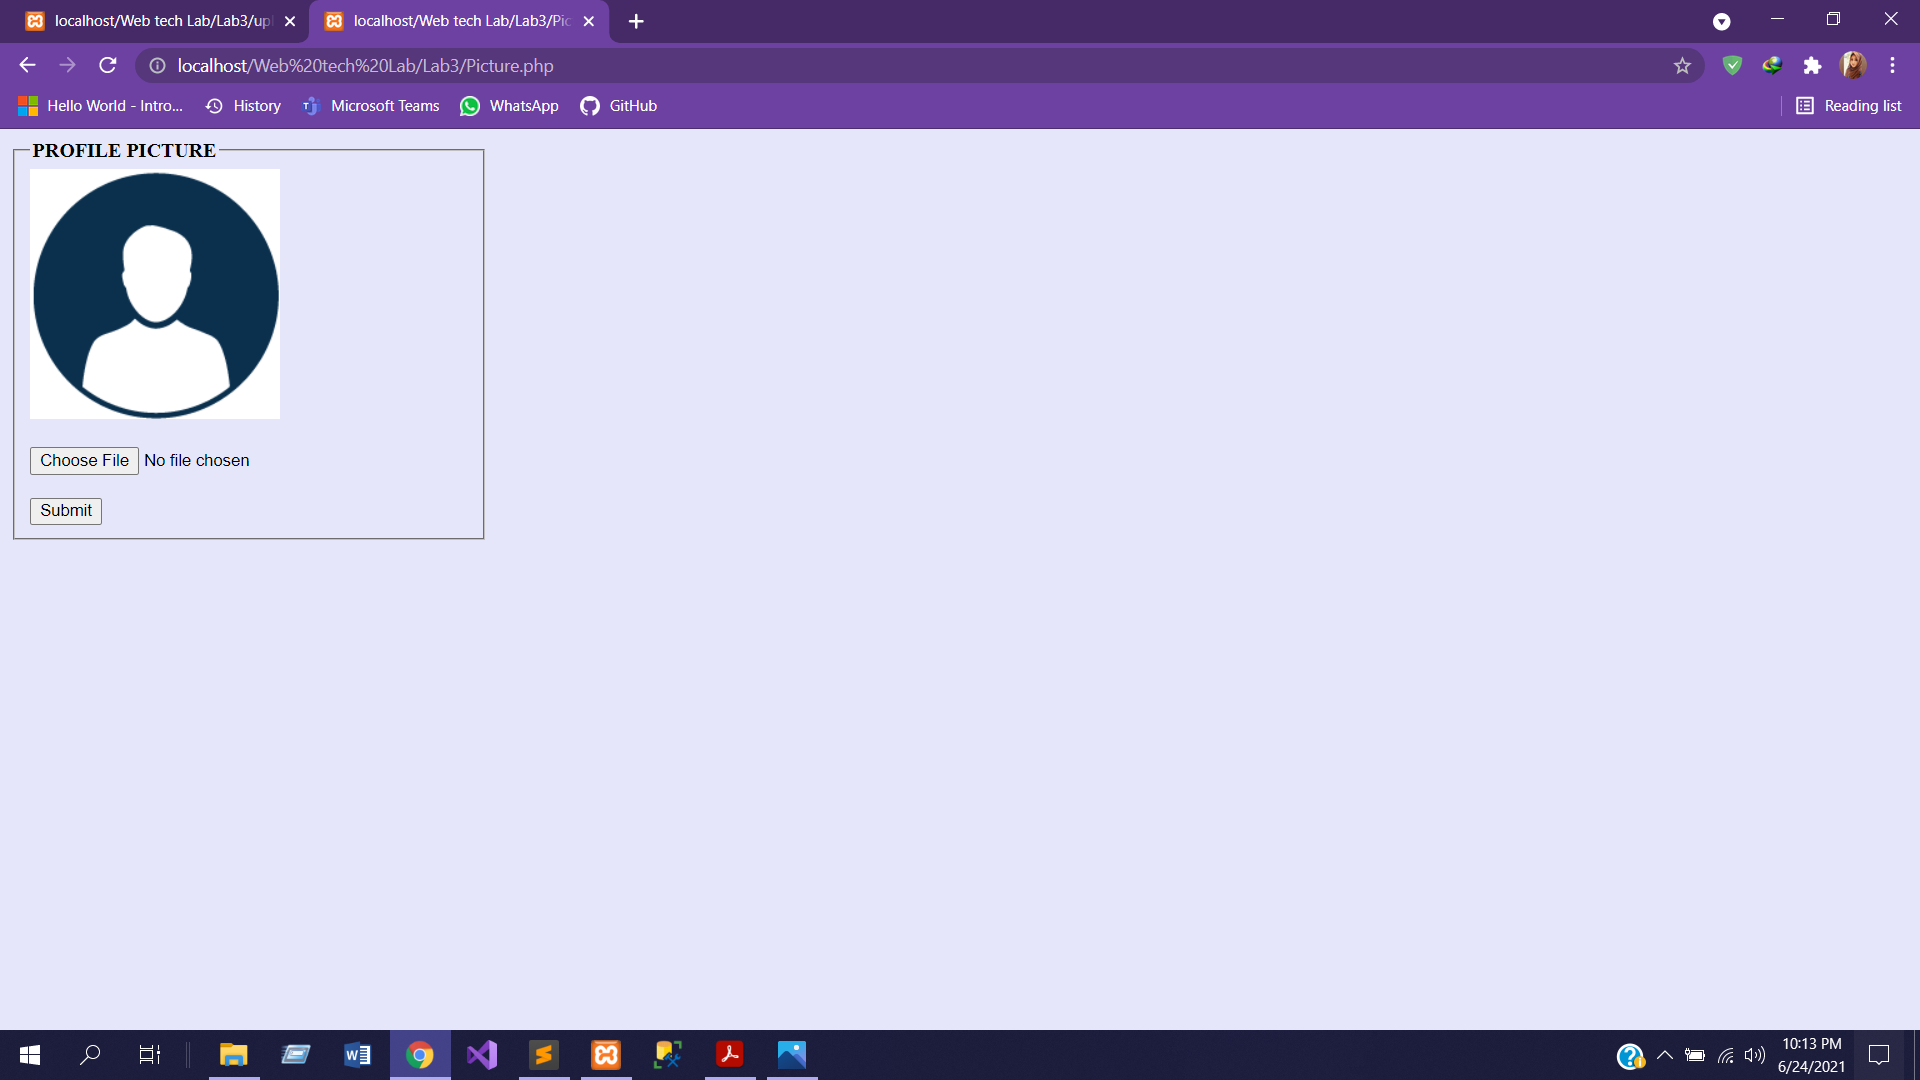 localhost/Web tech Lab/Lab3/upl
localhost/Web tech Lab/Lab3/Pic
localhost/Web%20tech%20Lab/Lab3/Picture.php
Hello World - Intro...
History
Microsoft Teams
WhatsApp
GitHub
Reading list
PROFILE PICTURE
Choose File No file chosen
Submit
10:13 PM
6/24/2021